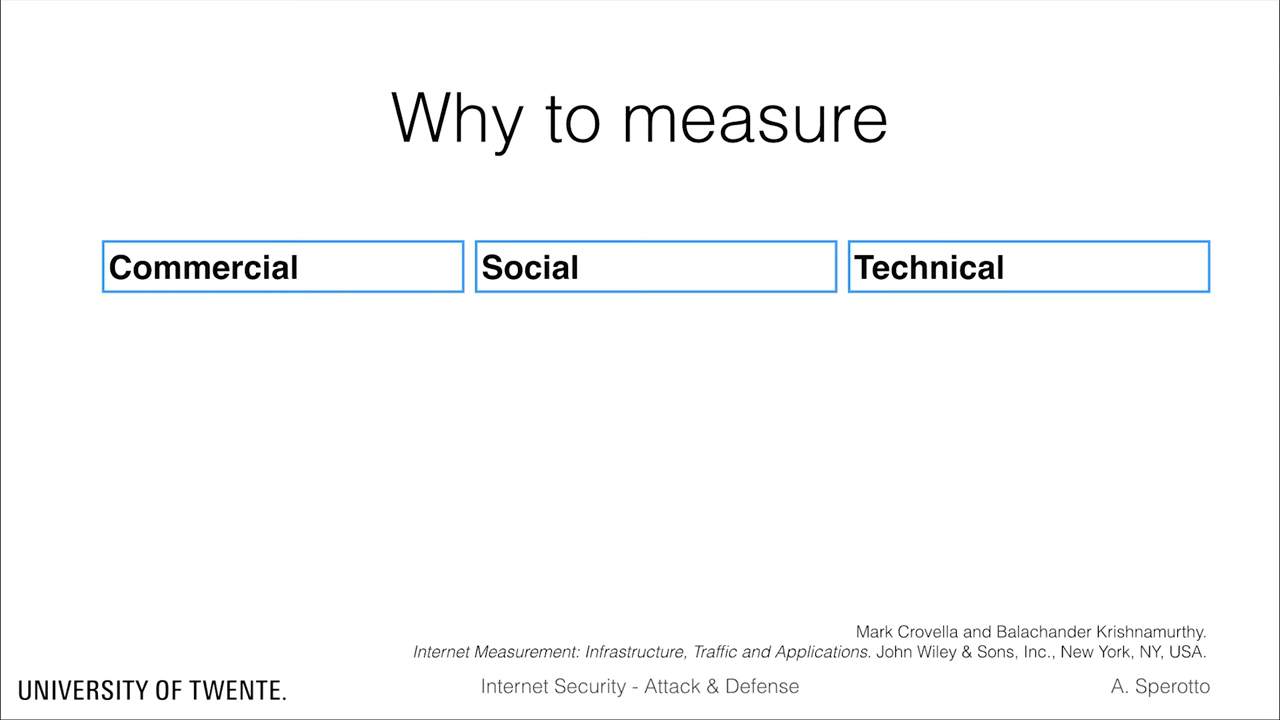 Why to measure
Commercial
Social
Technical
Mark Crovella and Balachander Krishnamurthy.
Internet Measurement: Infrastructure, Traffic and Applications. John Wiley & Sons, Inc., New York, NY, USA.
UNIVERSITY OF TWENTE.
Internet Security - Attack & Defense
A. Sperotto